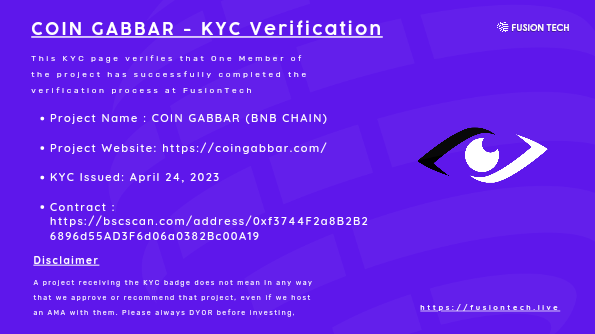 COIN GABBAR - KYC Verification
FUSION TECH
This KYC page verifies that One Member of
the project has successfully completed the
verification process at FusionTech
• Project Name : COIN GABBAR (BNB CHAIN)
• Project Website: https://coingabbar.com/
• KYC Issued: April 24, 2023
• Contract :
https://bscscan.com/address/0xf3744F2a8B2B2
6896d55AD3F6d06a0382Bc00A19
Disclaimer
A project receiving the KYC badge does not mean in any way
that we approve or recommend that project, even if we host
an AMA with them. Please always DYOR before investing.
https://fusiontech.live